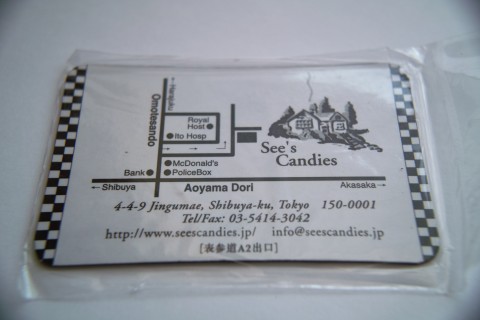 ← Harajuku
Omotesando
Royal
Host
Ito Hosp
See's
Candies
McDonald's
Bank
PoliceBox
← Shibuya
Aoyama Dori
Akasaka →
4-4-9 Jingumae, Shibuya-ku, Tokyo 150-0001
Tel/Fax: 03-5414-3042
http://www.seescandies.jp/ info@seescandies.jp
[表参道A2出口]